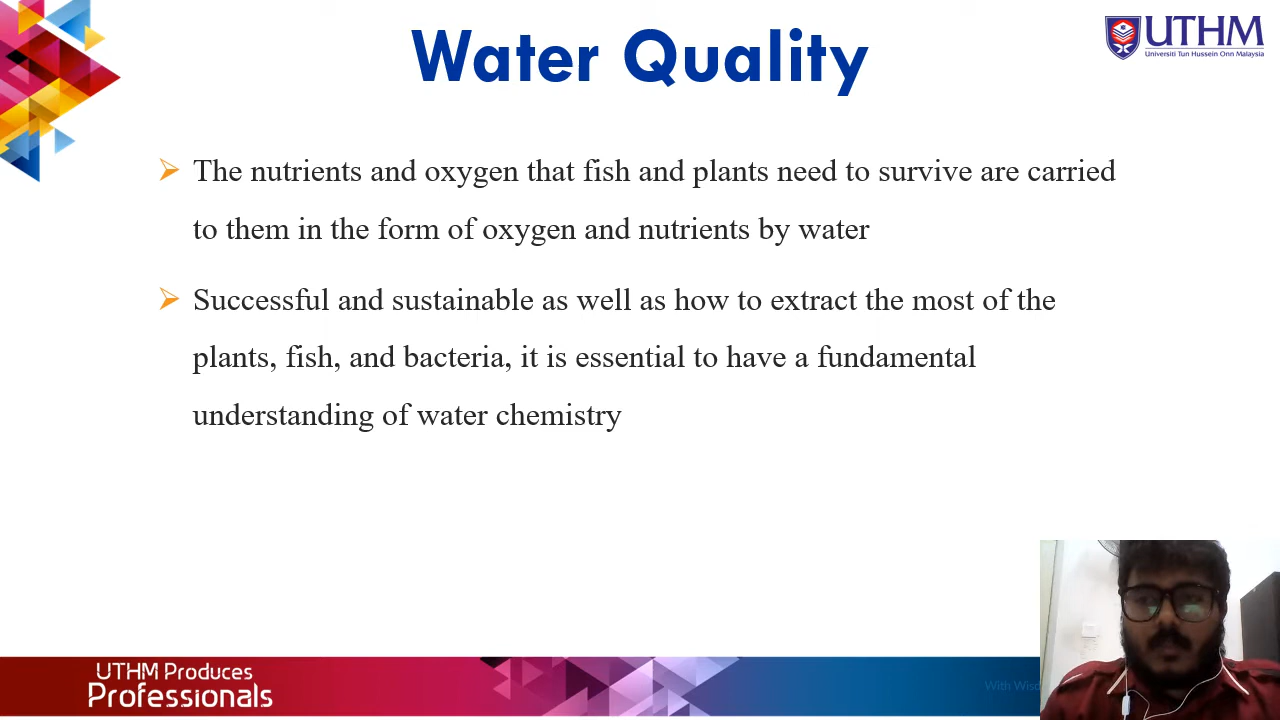 Water Quality
UTHM
Universiti Tun Hussein Onn Malaysia
The nutrients and oxygen that fish and plants need to survive are carried
to them in the form of oxygen and nutrients by water
Successful and sustainable as well as how to extract the most of the
plants, fish, and bacteria, it is essential to have a fundamental
understanding of water chemistry
UTHM Produces
Professionals
With